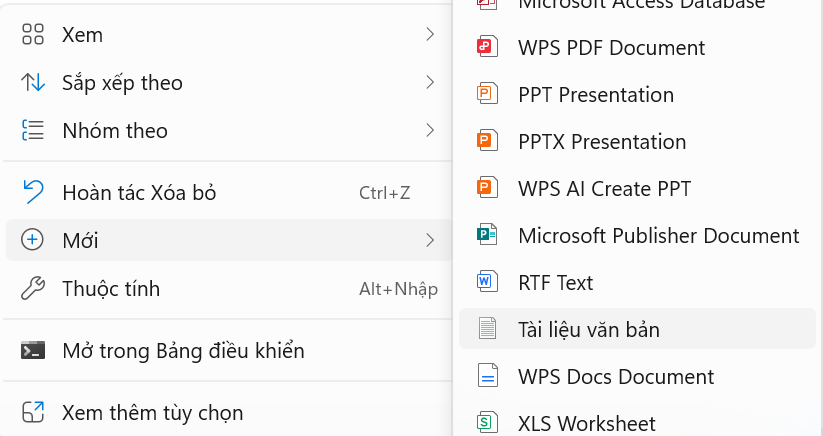 Xem
Sắp xếp theo
Nhóm theo
Hoàn tác Xóa bỏ Ctrl+Z
Mới
Thuộc tính Alt+Nhập
Mở trong Bảng điều khiển
Xem thêm tùy chọn
Microsoft Access Database
WPS PDF Document
PPT Presentation
PPTX Presentation
WPS AI Create PPT
Microsoft Publisher Document
RTF Text
Tài liệu văn bản
WPS Docs Document
XLS Worksheet